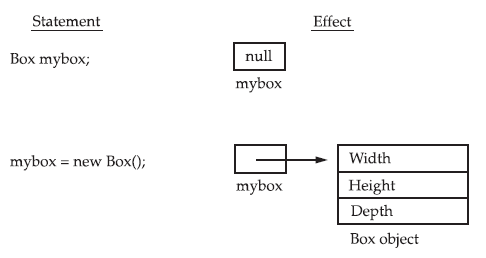 Statement Effect
Box mybox; null
mybox
mybox = new Box(); Width
mybox Height
Depth
Box object